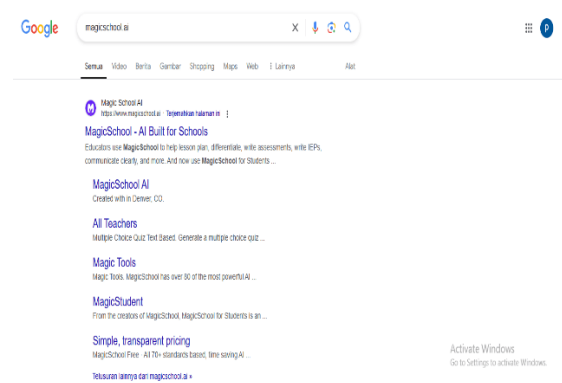 Google
magicschool.ai
P
Semua Video Berita Gambar Shopping Maps Web Lainnya Alat
Magic School AI
https://www.magicschool.ai · Terjemahkan halaman ini
MagicSchool - AI Built for Schools
Educators use MagicSchool to help lesson plan, differentiate, write assessments, write IEPs,
communicate clearly, and more. And now use MagicSchool for Students ...
MagicSchool AI
Created with in Denver, CO.
All Teachers
Multiple Choice Quiz Text Based. Generate a multiple choice quiz ...
Magic Tools
Magic Tools. MagicSchool has over 80 of the most powerful AI ...
MagicStudent
From the creators of MagicSchool, MagicSchool for Students is an ...
Simple, transparent pricing
MagicSchool Free · All 70+ standards based, time saving AI ...
Telusuran lainnya dari magicschool.ai »
Activate Windows
Go to Settings to activate Windows.